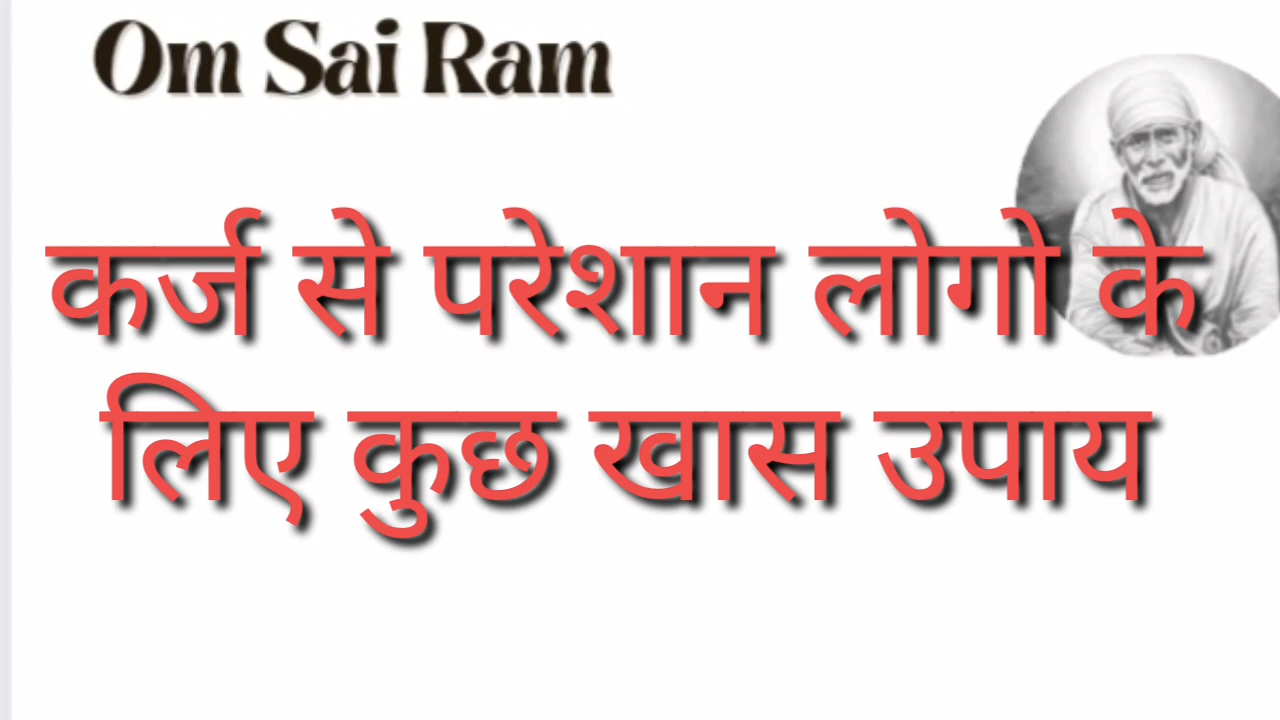 Om Sai Ram
कर्ज से परेशान लोगो के
लिए कुछ खास उपाय